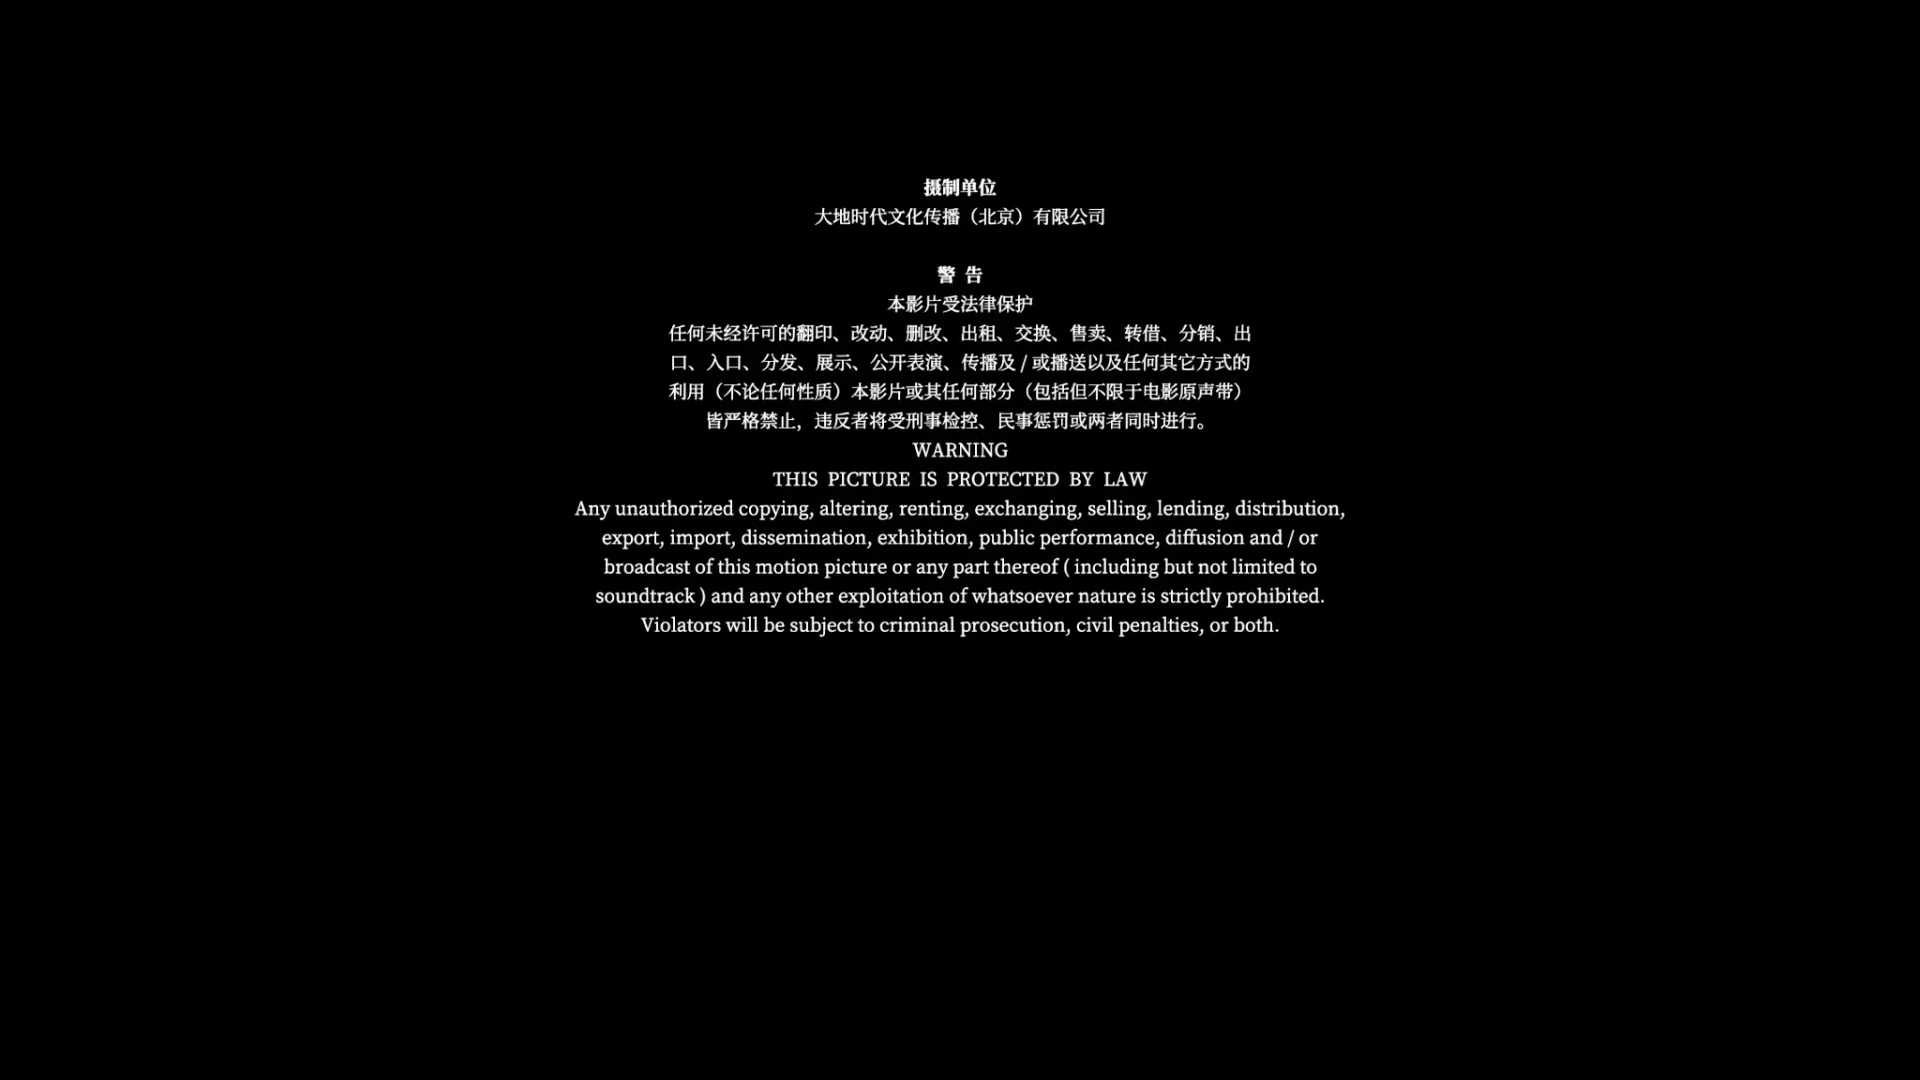 摄制单位
大地时代文化传播（北京）有限公司
警 告
本影片受法律保护
任何未经许可的翻印、改动、删改、出租、交换、售卖、转借、分销、出
口、入口、分发、展示、公开表演、传播及 / 或播送以及任何其它方式的
利用（不论任何性质）本影片或其任何部分（包括但不限于电影原声带）
皆严格禁止，违反者将受刑事检控、民事惩罚或两者同时进行。
WARNING
THIS PICTURE IS PROTECTED BY LAW
Any unauthorized copying, altering, renting, exchanging, selling, lending, distribution,
export, import, dissemination, exhibition, public performance, diffusion and / or
broadcast of this motion picture or any part thereof ( including but not limited to
soundtrack ) and any other exploitation of whatsoever nature is strictly prohibited.
Violators will be subject to criminal prosecution, civil penalties, or both.